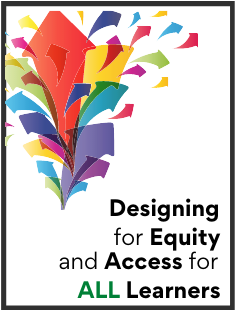 Designing
for Equity
and Access for
ALL Learners